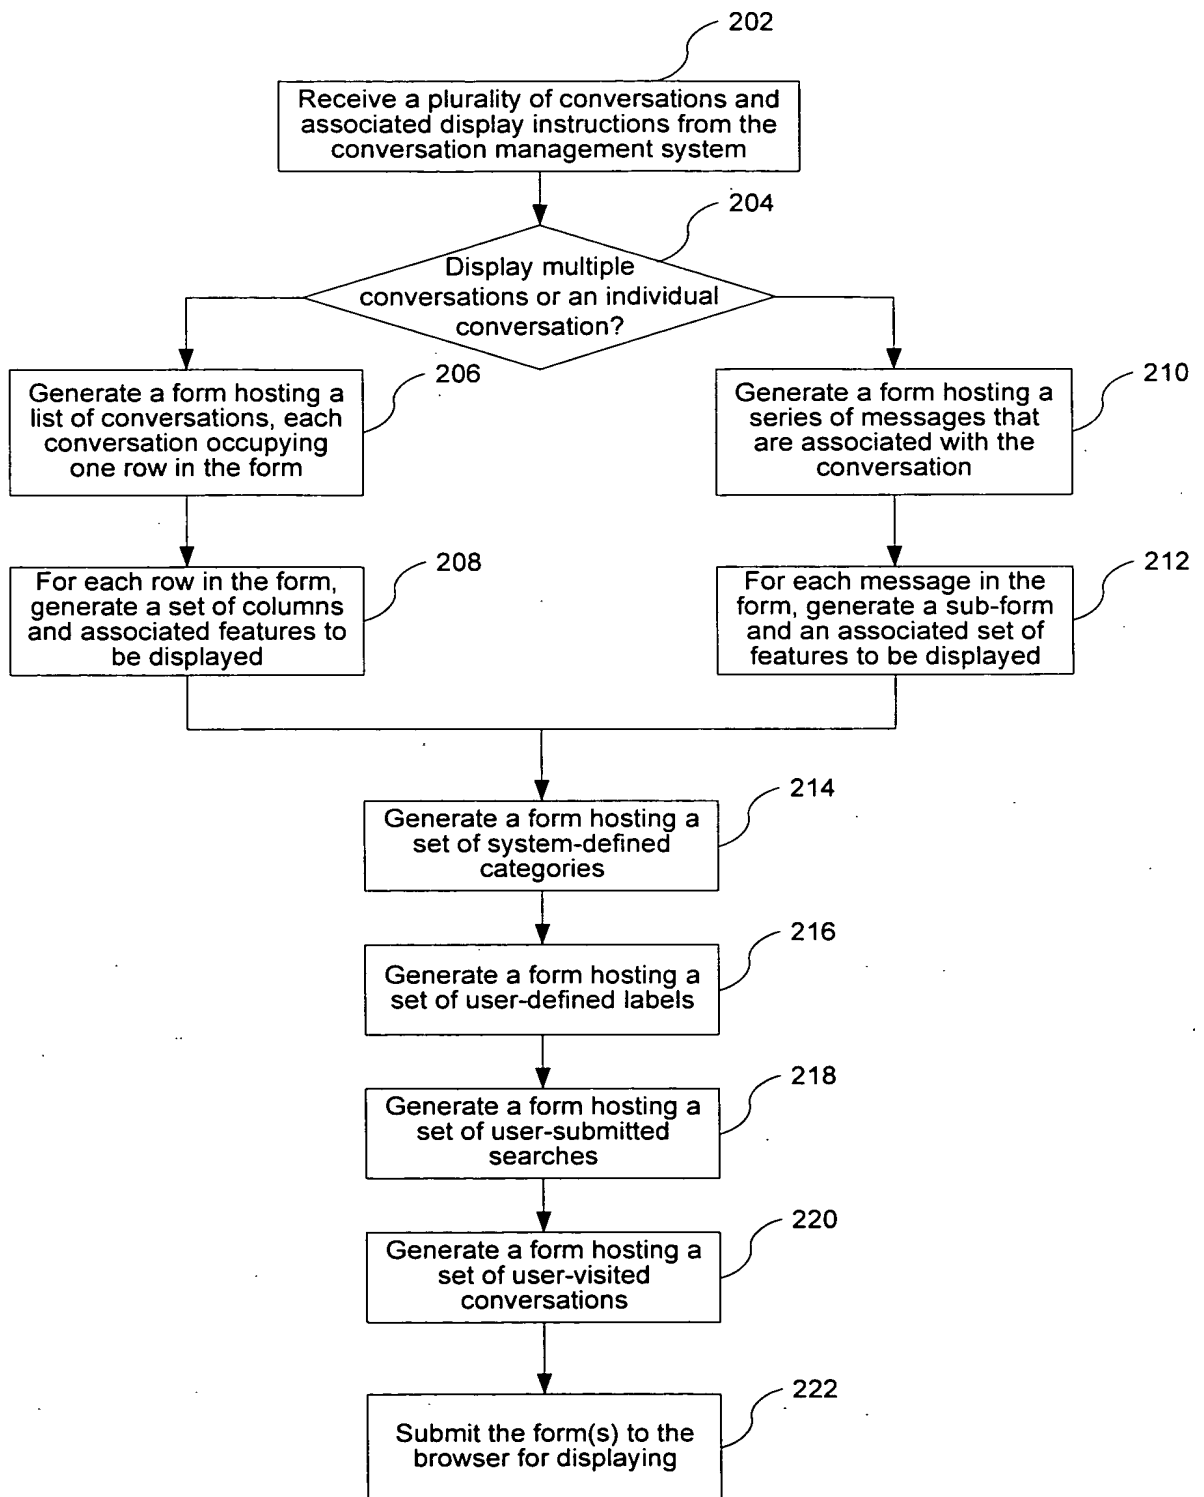 202
Receive a plurality of conversations and
associated display instructions from the
conversation management system
204
Display multiple
conversations or an individual
conversation?
206
Generate a form hosting a
list of conversations, each
conversation occupying
one row in the form
210
Generate a form hosting a
series of messages that
are associated with the
conversation
208
For each row in the form,
generate a set of columns
and associated features to
be displayed
212
For each message in the
form, generate a sub-form
and an associated set of
features to be displayed
214
Generate a form hosting a
set of system-defined
categories
216
Generate a form hosting a
set of user-defined labels
218
Generate a form hosting a
set of user-submitted
searches
220
Generate a form hosting a
set of user-visited
conversations
222
Submit the form(s) to the
browser for displaying